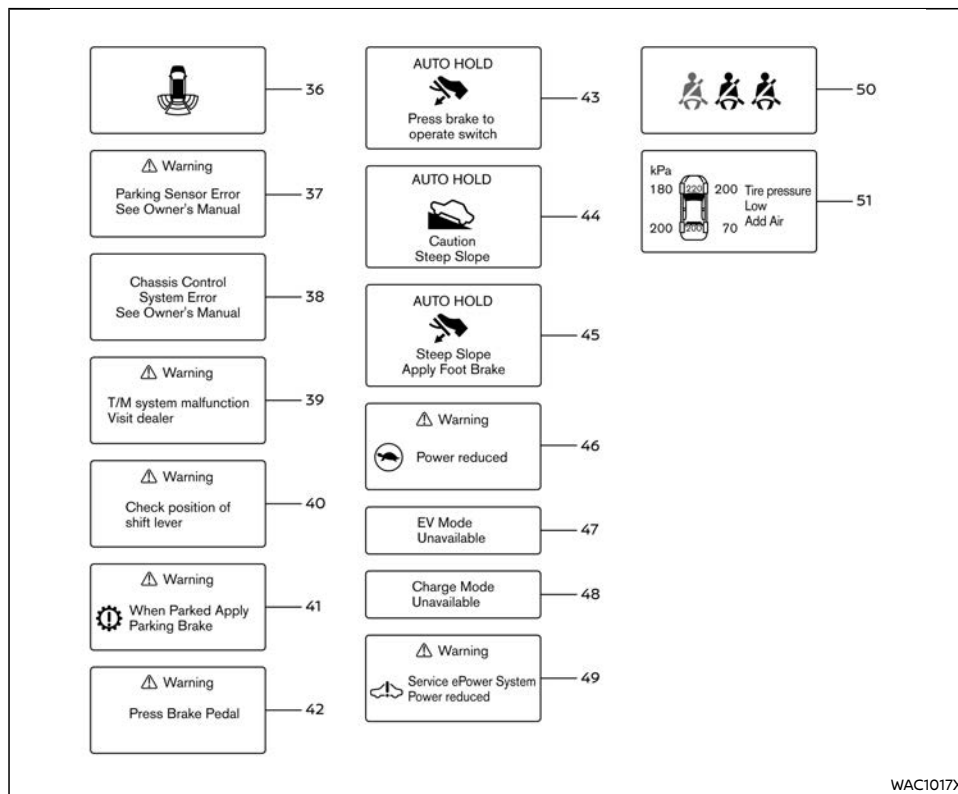 36
⚠ Warning
Parking Sensor Error
See Owner's Manual
37
Chassis Control
System Error
See Owner's Manual
38
⚠ Warning
T/M system malfunction
Visit dealer
39
⚠ Warning
Check position of
shift lever
40
⚠ Warning
When Parked Apply
Parking Brake
41
⚠ Warning
Press Brake Pedal
42
AUTO HOLD
Press brake to
operate switch
43
AUTO HOLD
Caution
Steep Slope
44
AUTO HOLD
Steep Slope
Apply Foot Brake
45
⚠ Warning
Power reduced
46
EV Mode
Unavailable
47
Charge Mode
Unavailable
48
⚠ Warning
Service ePower System
Power reduced
49
50
kPa
180 220 200 Tire pressure
Low
Add Air
200 200 70
51
WAC1017X